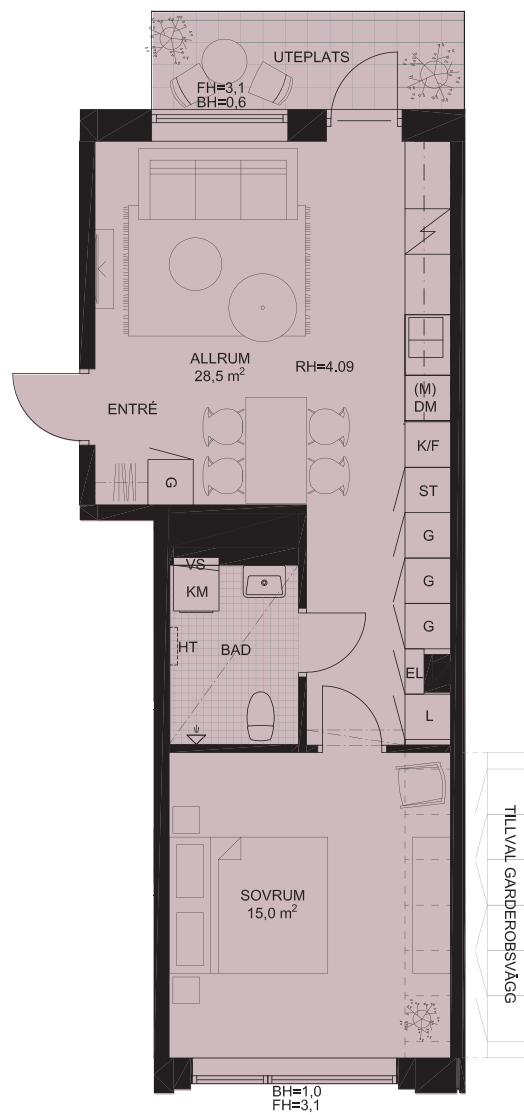 UTEPLATS
FH=3,1
BH=0,6
ALLRUM
28,5 m²
RH=4.09
(M)
DM
ENTRÉ
K/F
G
ST
G
G
G
VS
KM
HT
BAD
EL
L
TILLVAL GARDEROBSVÄGG
SOVRUM
15,0 m²
BH=1,0
FH=3,1